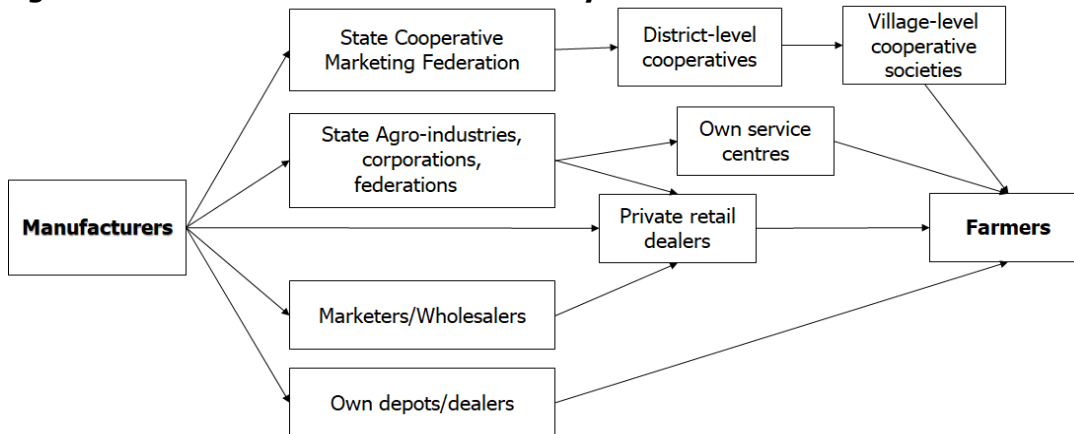 State Cooperative
Marketing Federation
District-level
cooperatives
Village-level
cooperative
societies
State Agro-industries,
corporations,
federations
Own service
centres
Manufacturers
Private retail
dealers
Farmers
Marketers/Wholesalers
Own depots/dealers